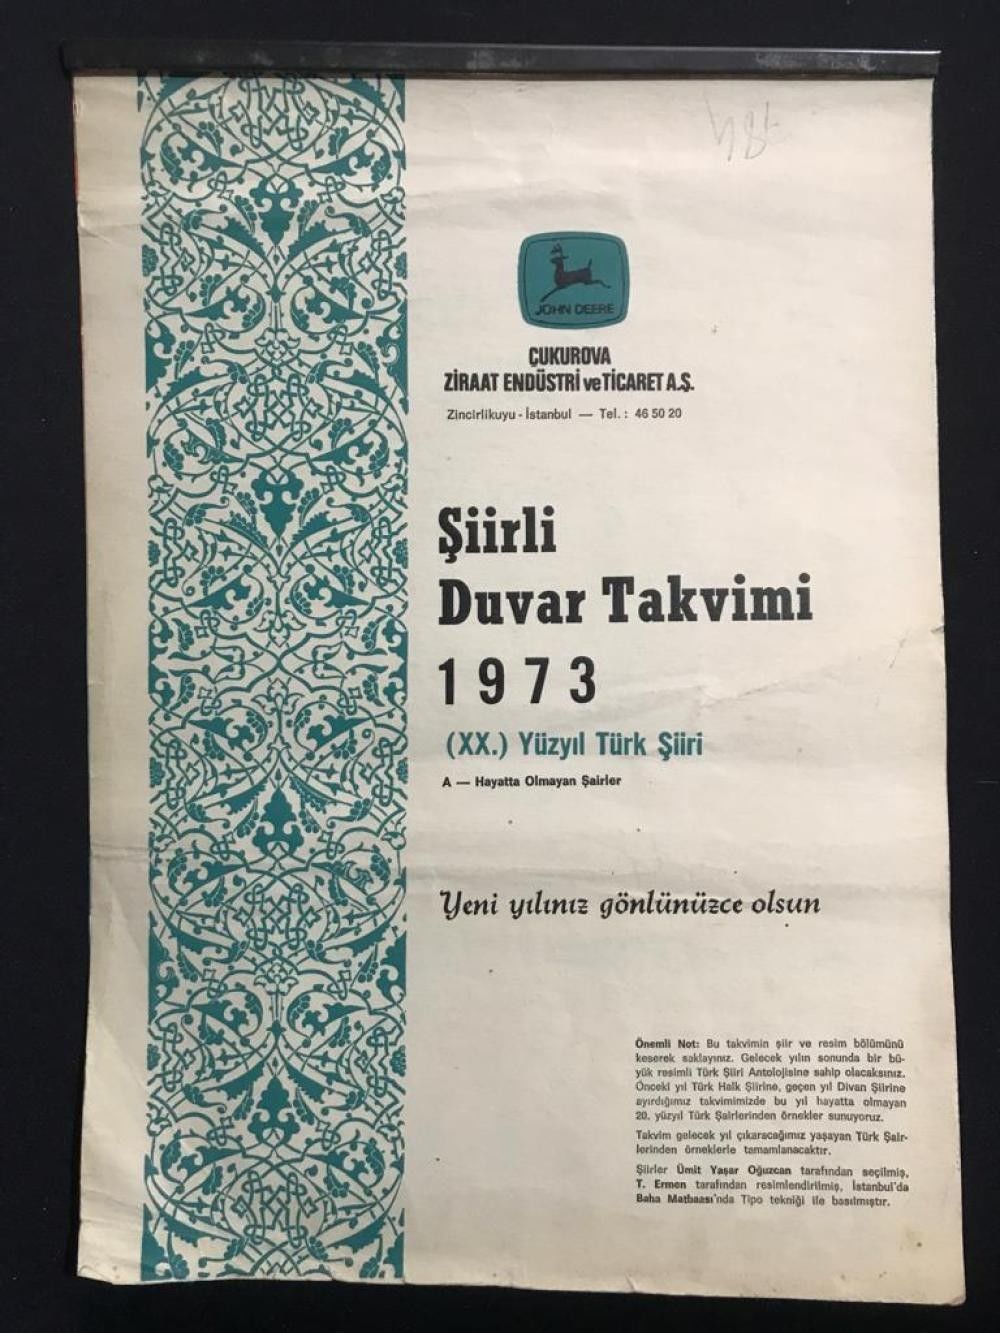 784
JOHN DEERE
ÇUKUROVA
ZİRAAT ENDÜSTRİ ve TİCARET A.Ş.
Zincirlikuyu - İstanbul — Tel. : 46 50 20
Şiirli
Duvar Takvimi
1973
(XX.) Yüzyıl Türk Şiiri
A — Hayatta Olmayan Şairler
Yeni yılınız gönlünüzce olsun
Önemli Not: Bu takvimin şiir ve resim bölümünü
keserek saklayınız. Gelecek yılın sonunda bir bü-
yük resimli Türk Şiiri Antolojisine sahip olacaksınız.
Önceki yıl Türk Halk Şiirine, geçen yıl Divan Şiirine
ayırdığımız takvimimizde bu yıl hayatta olmayan
20. yüzyıl Türk Şairlerinden örnekler sunuyoruz.
Takvim gelecek yıl çıkaracağımız yaşayan Türk Şair-
lerinden örneklerle tamamlanacaktır.
Şiirler Ümit Yaşar Oğuzcan tarafından seçilmiş,
T. Ermen tarafından resimlendirilmiş, İstanbul'da
Baha Matbaası'nda Tipo tekniği ile basılmıştır.